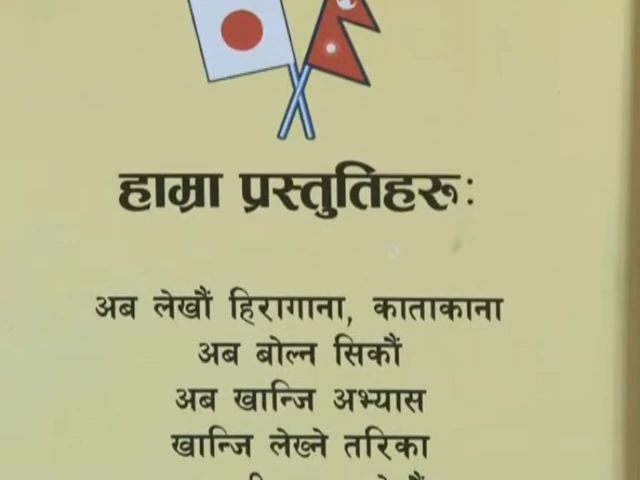 हाम्रा प्रस्तुतिहरू:
अब लेखौं हिरागाना, काताकाना
अब बोल्न सिकौं
अब खान्जि अभ्यास
खान्जि लेख्ने तरिका